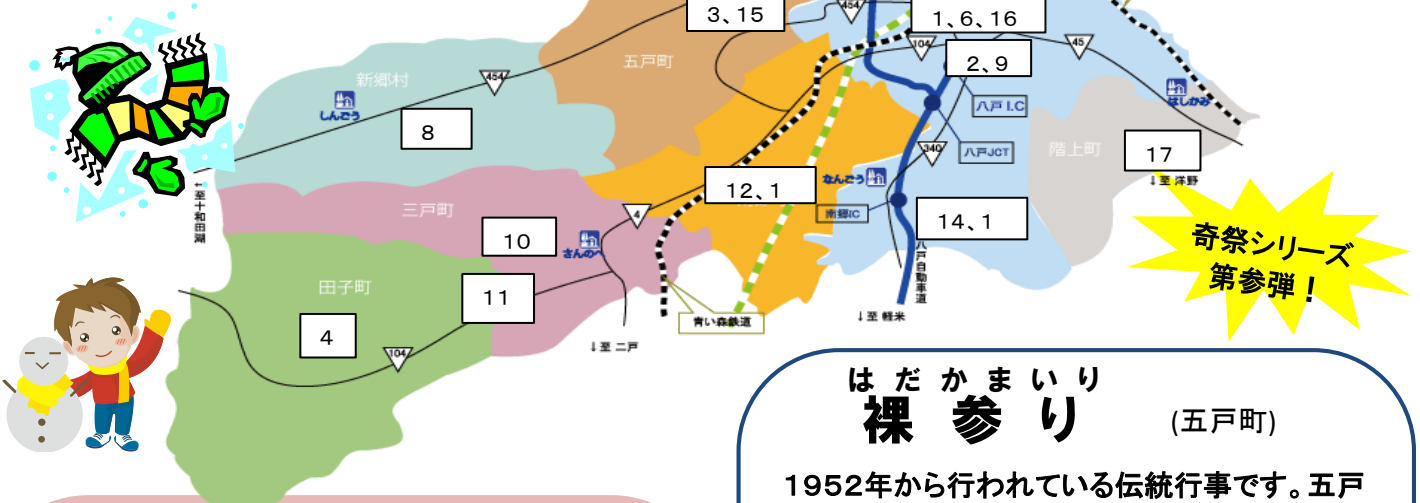 3、15
454
1、6、16
104
45
2、9
五戸町
新郷村
454
しんごう
8
はしかみ
八戸 I.C
八戸JCT
340
階上町
17
↓至 洋野
↓至十和田湖
12、1
なんごう
南郷IC
14、1
三戸町
4
10
さんのへ
八戸自動車道
奇祭シリーズ
第参弾!
田子町
11
青い森鉄道
↓至 軽米
4
104
↓至 二戸
はだかまいり
裸参り (五戸町)
1952年から行われている伝統行事です。五戸